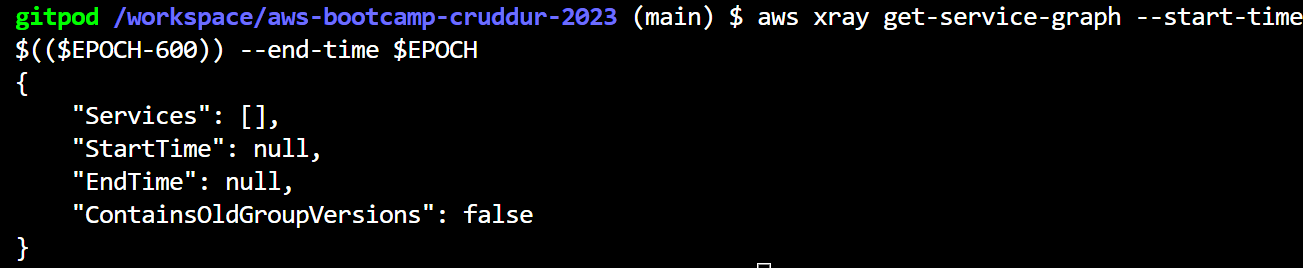 gitpod /workspace/aws-bootcamp-cruddur-2023 (main) $ aws xray get-service-graph --start-time
$(($EPOCH-600)) --end-time $EPOCH
{
    "Services": [],
    "StartTime": null,
    "EndTime": null,
    "ContainsOldGroupVersions": false
}